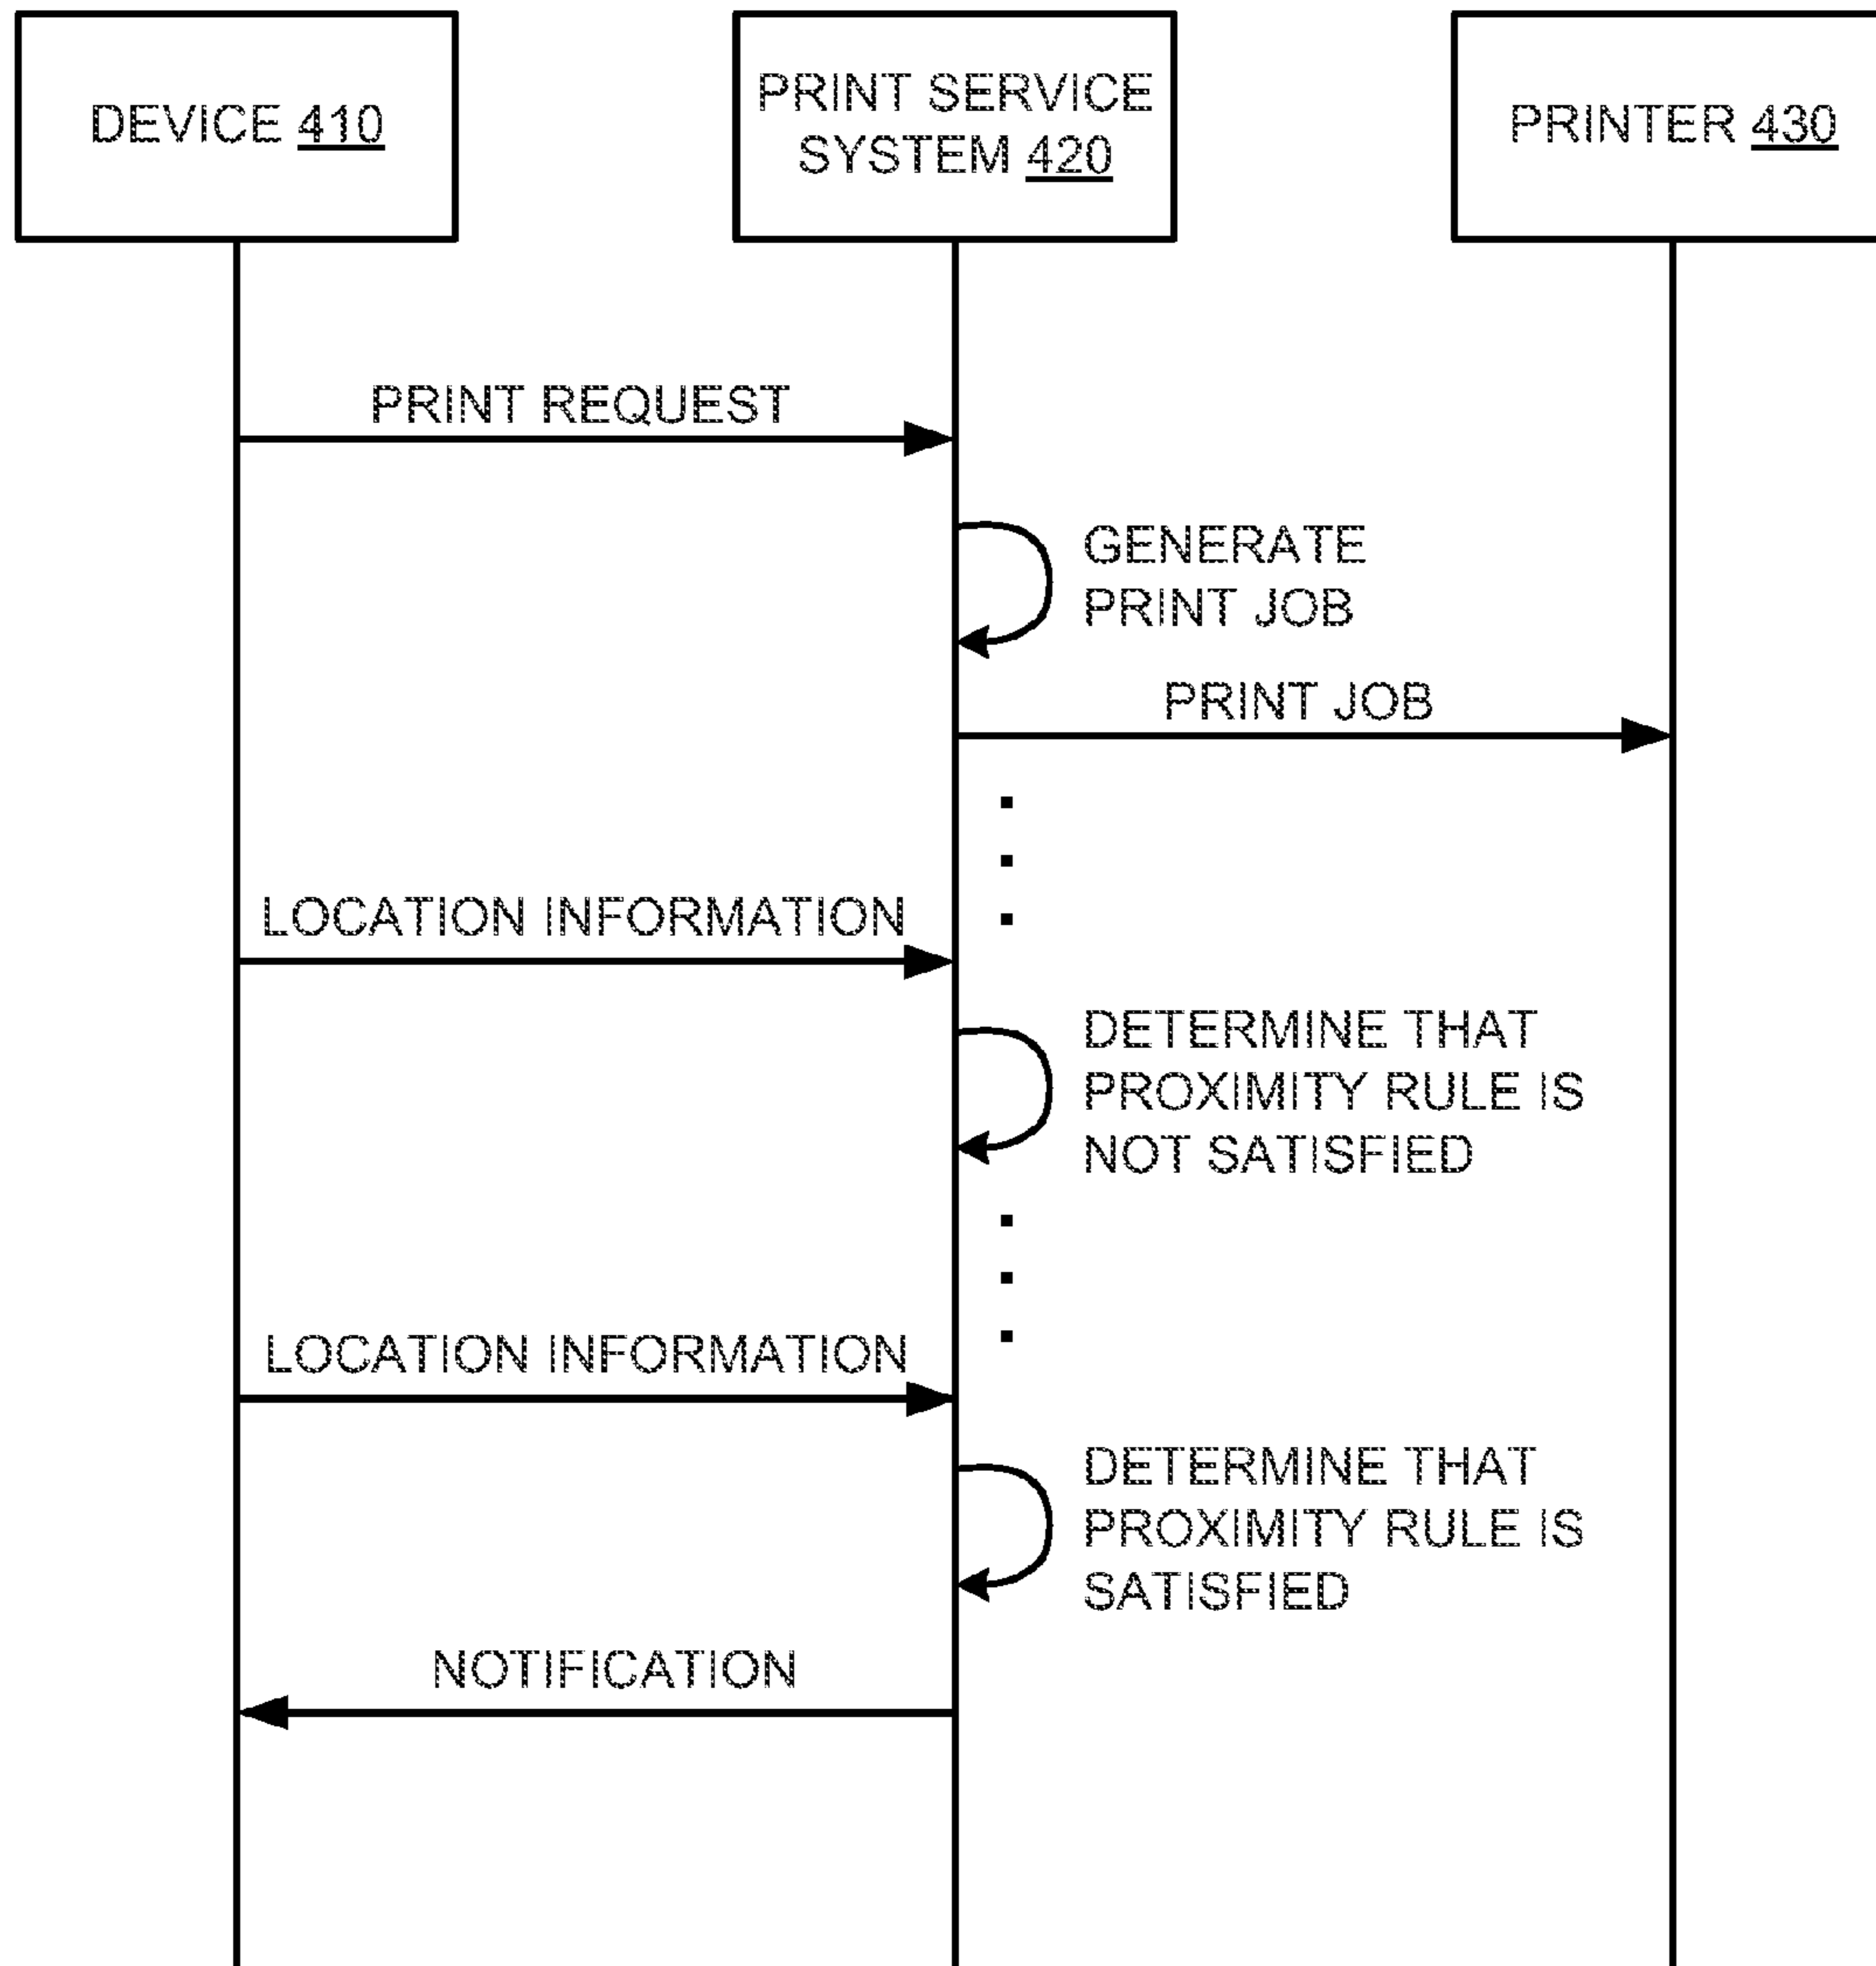 DEVICE 410
PRINT SERVICE
SYSTEM 420
PRINTER 430
PRINT REQUEST
GENERATE
PRINT JOB
PRINT JOB
LOCATION INFORMATION
DETERMINE THAT
PROXIMITY RULE IS
NOT SATISFIED
LOCATION INFORMATION
DETERMINE THAT
PROXIMITY RULE IS
SATISFIED
NOTIFICATION